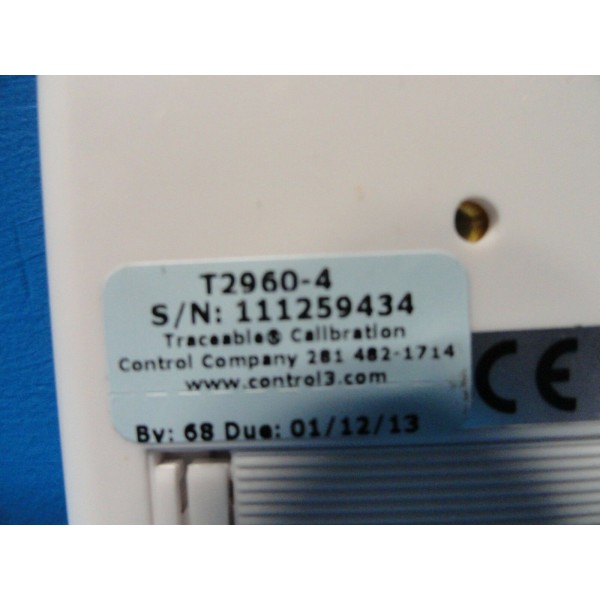 T2960-4
S/N: 111259434
Traceable® Calibration
Control Company 281 482-1714
www.control3.com
By: 68 Due: 01/12/13
CE